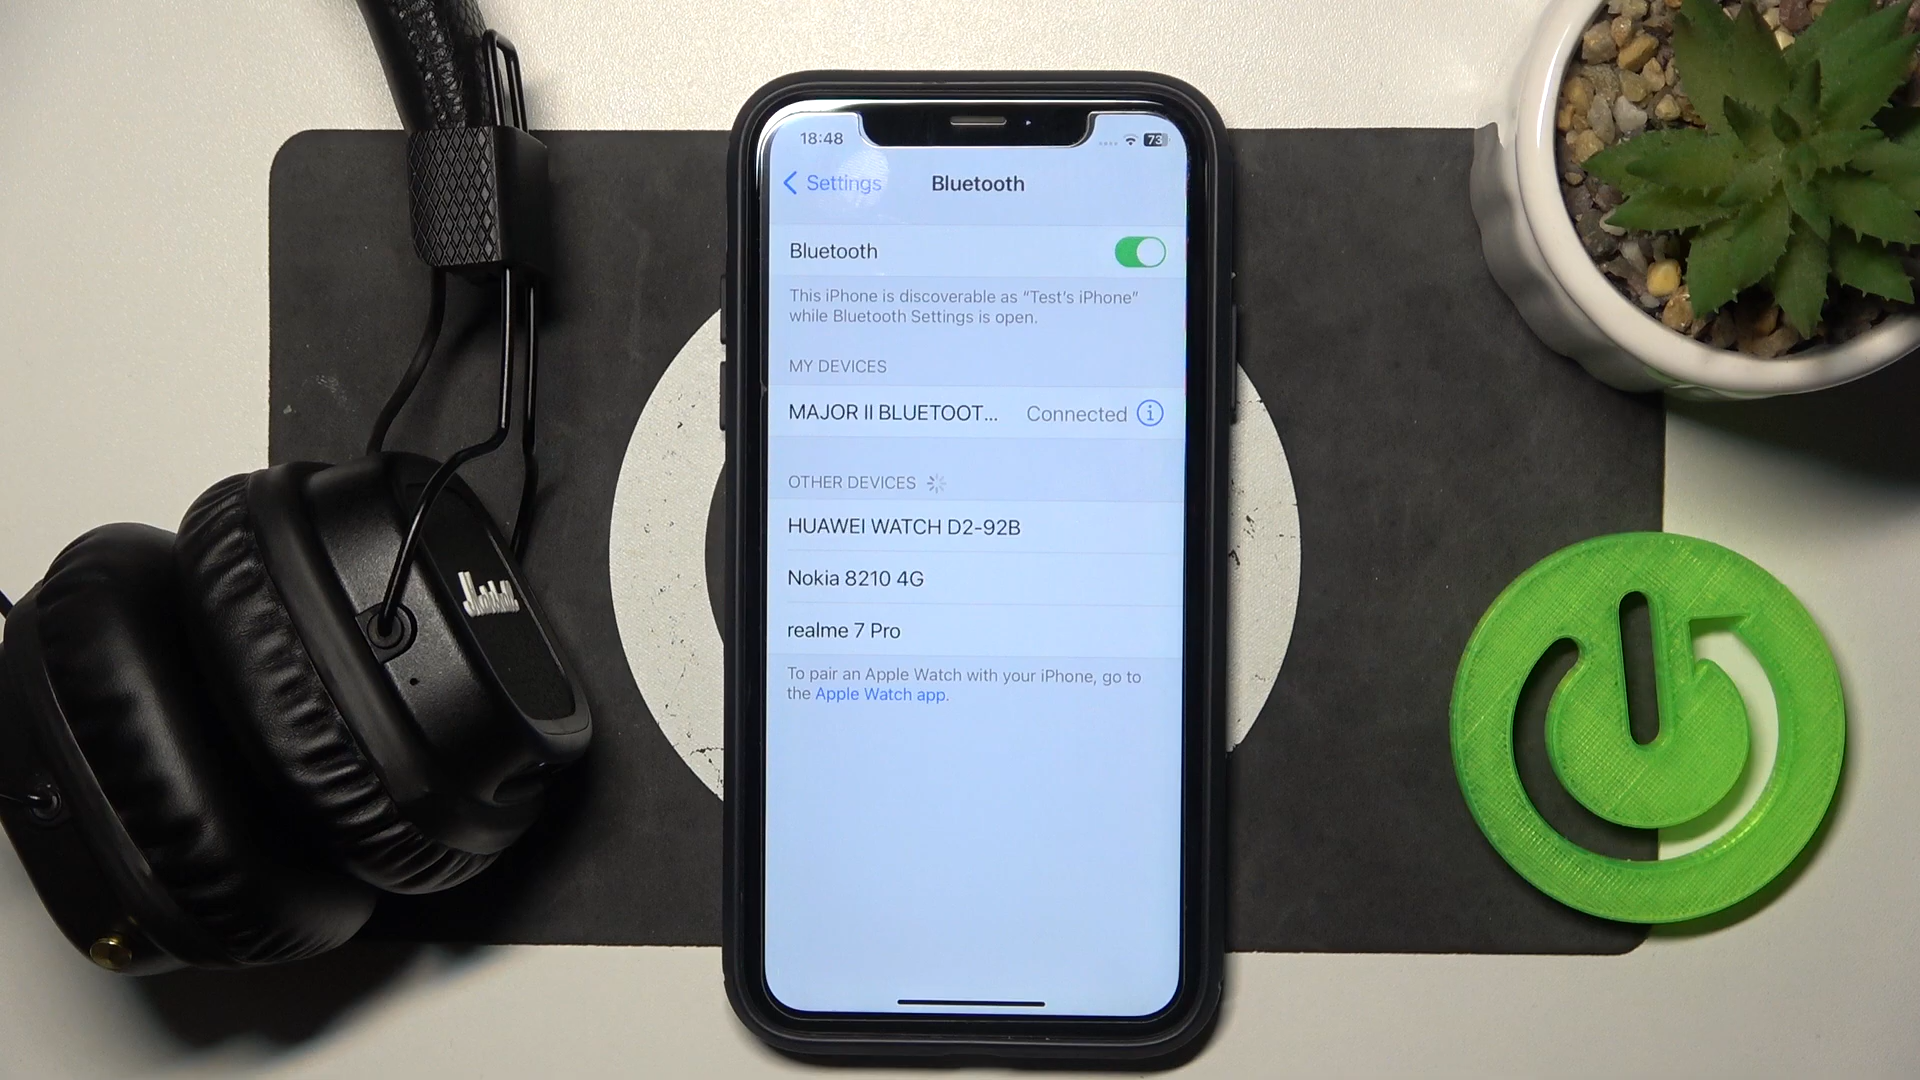 18:48
73
Settings
Bluetooth
Bluetooth
This iPhone is discoverable as “Test's iPhone”
while Bluetooth Settings is open.
MY DEVICES
MAJOR II BLUETOOT...
Connected
OTHER DEVICES
HUAWEI WATCH D2-92B
Nokia 8210 4G
realme 7 Pro
To pair an Apple Watch with your iPhone, go to
the Apple Watch app.